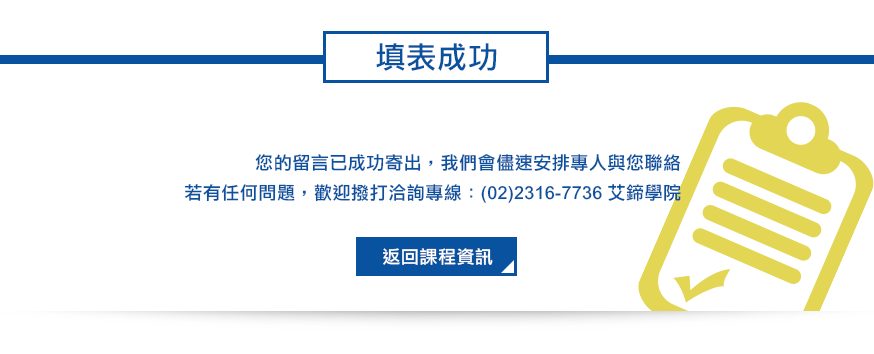 填表成功
您的留言已成功寄出，我們會儘速安排專人與您聯絡
若有任何問題，歡迎撥打洽詢專線：(02)2316-7736 艾鍗學院
返回課程資訊